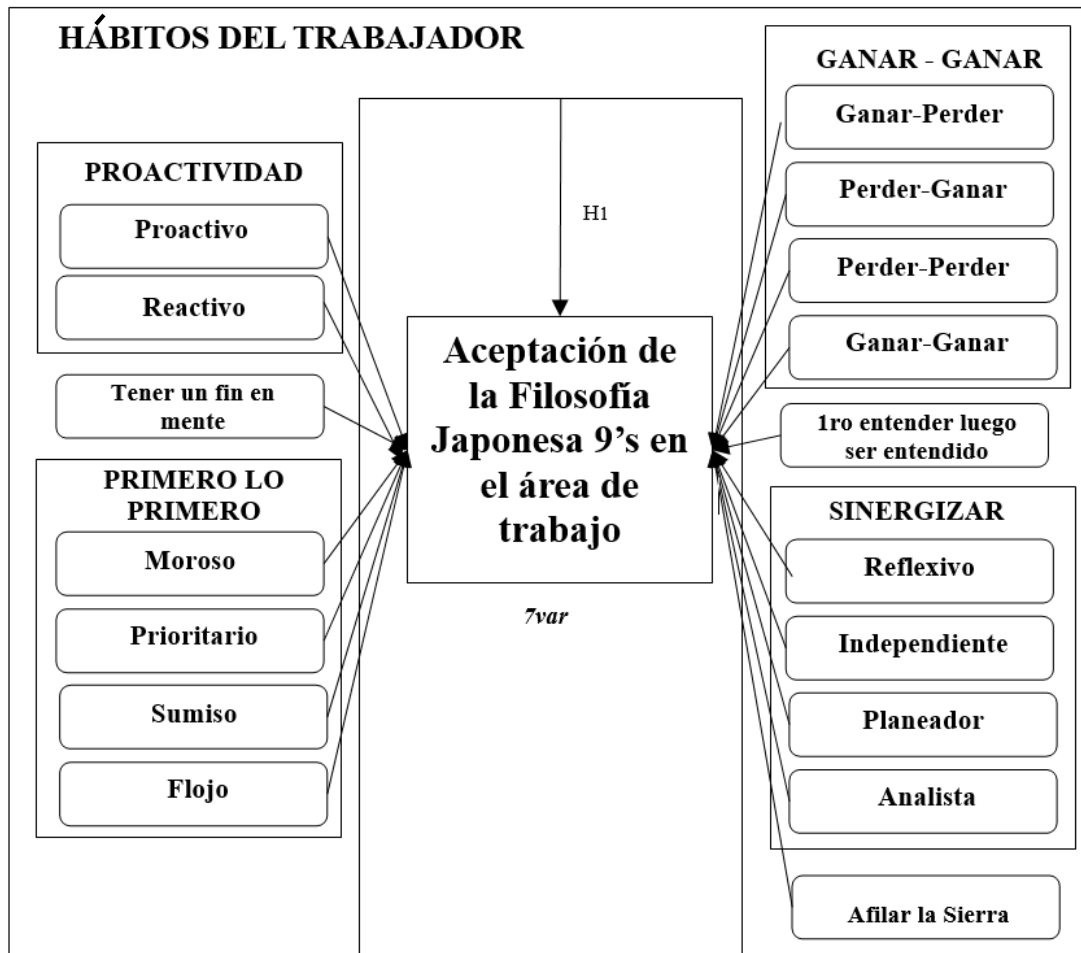 HÁBITOS DEL TRABAJADOR
PROACTIVIDAD
Proactivo
Reactivo
Tener un fin en
mente
PRIMERO LO
PRIMERO
Moroso
Prioritario
Sumiso
Flojo
H1
Aceptación de
la Filosofía
Japonesa 9’s en
el área de
trabajo
7var
GANAR - GANAR
Ganar-Perder
Perder-Ganar
Perder-Perder
Ganar-Ganar
1ro entender luego
ser entendido
SINERGIZAR
Reflexivo
Independiente
Planeador
Analista
Afilar la Sierra